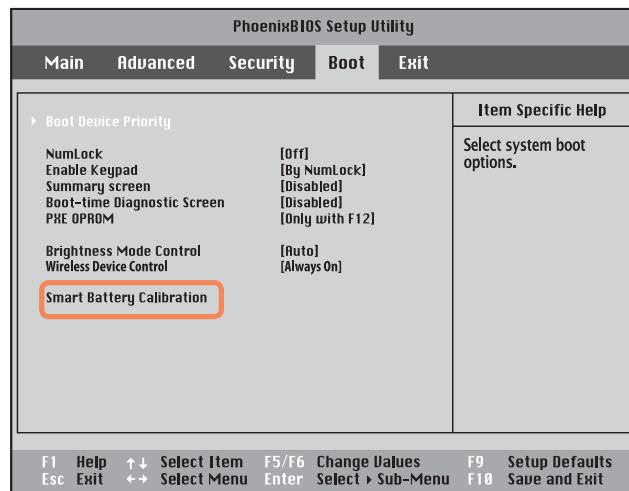 PhoenixBIOS Setup Utility
Main Advanced Security Boot Exit
Item Specific Help
Select system boot
options.
▸ Boot Device Priority
NumLock [Off]
Enable Keypad [By NumLock]
Summary screen [Disabled]
Boot-time Diagnostic Screen [Disabled]
PXE OPROM [Only with F12]
Brightness Mode Control [Auto]
Wireless Device Control [Always On]
Smart Battery Calibration
F1 Help ↑↓ Select Item F5/F6 Change Values F9 Setup Defaults
Esc Exit ←→ Select Menu Enter Select ▸ Sub-Menu F10 Save and Exit